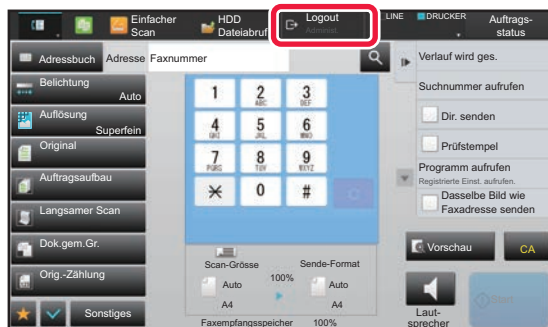 Einfacher
Scan
HDD
Dateiabruf
Logout
Administ.
LINE
DRUCKER
Auftrags-
status
Adressbuch
Adresse
Faxnummer
Verlauf wird ges.
Belichtung
Auto
Suchnummer aufrufen
Auflösung
Superfein
Dir. senden
Original
Prüfstempel
Auftragsaufbau
Programm aufrufen
Registrierte Einst. aufrufen.
Langsamer Scan
Dasselbe Bild wie
Faxadresse senden
Dok.gem.Gr.
Vorschau
CA
Orig.-Zählung
Sonstiges
1 2 3
ABC DEF
4 5 6
GHI JKL MNO
7 8 9
PQRS TUV WXYZ
0 #
Scan-Grösse
Sende-Format
100%
Auto
Auto
A4
A4
Faxempfangsspeicher 100%
Laut-
sprecher
Start